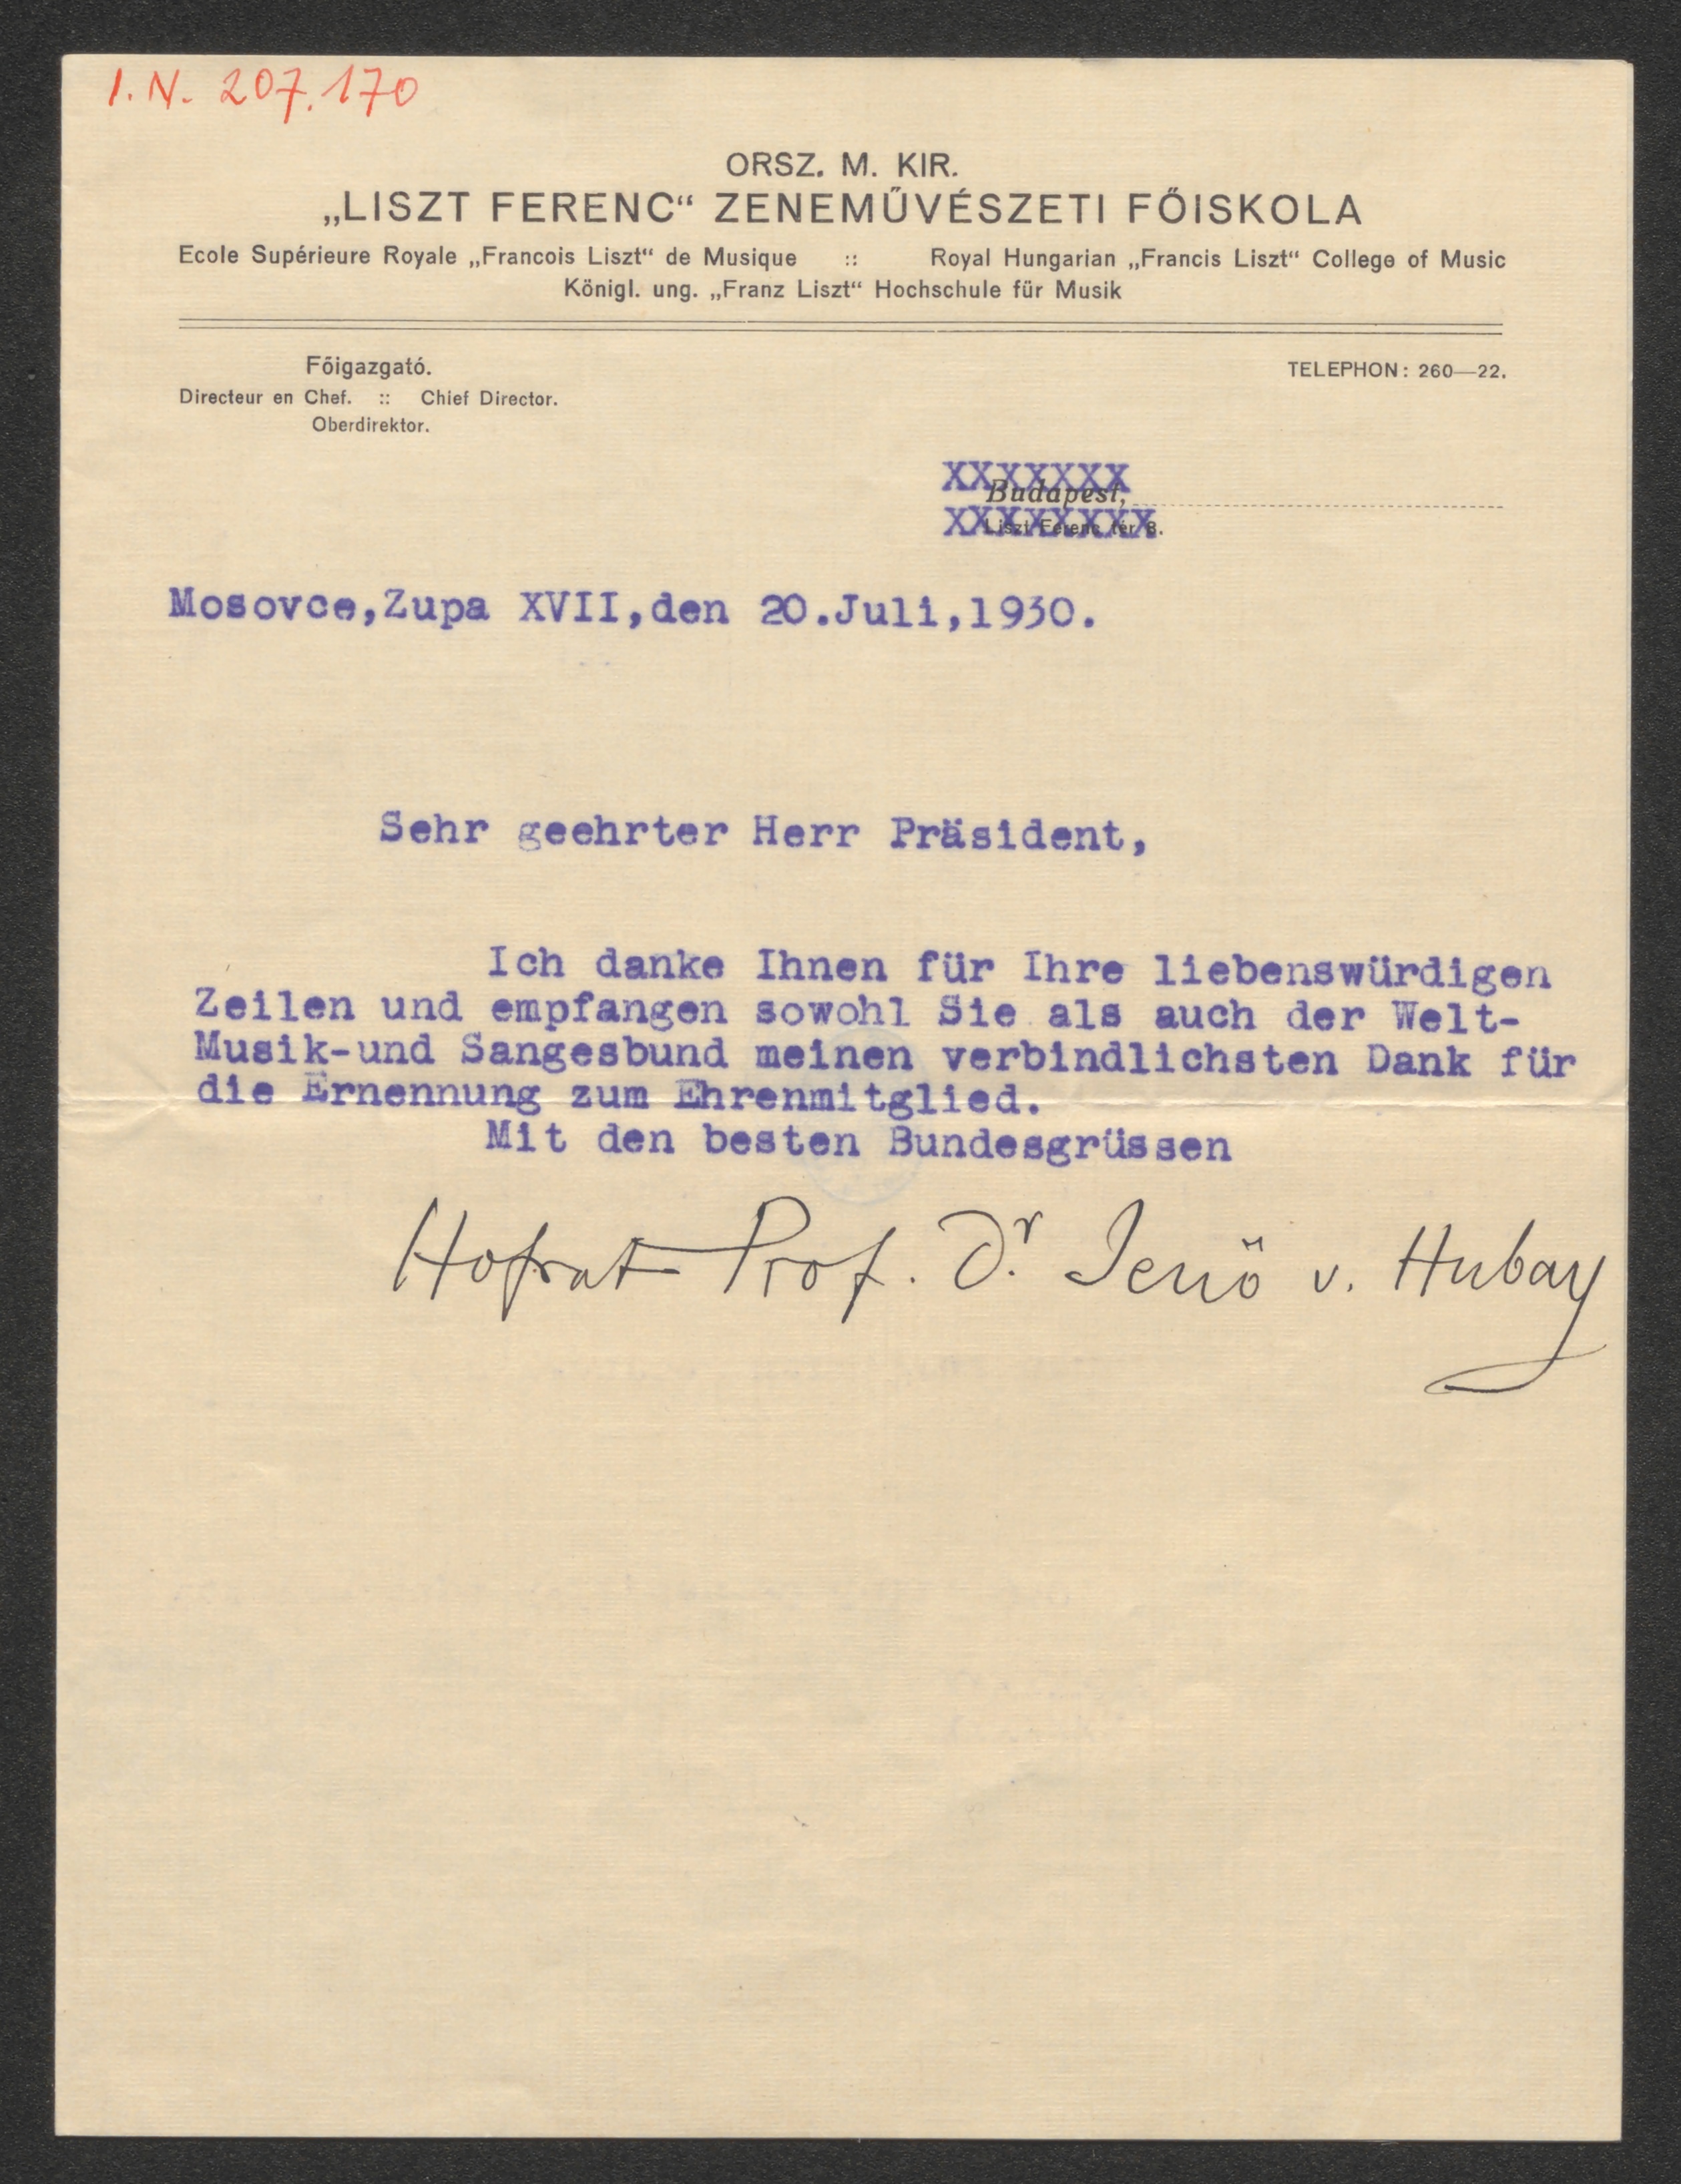 I. N. 207.170
ORSZ. M. KIR.
„LISZT FERENC“ ZENEMŰVÉSZETI FŐISKOLA
Ecole Supérieure Royale „Francois Liszt“ de Musique :: Royal Hungarian „Francis Liszt“ College of Music
Königl. ung. „Franz Liszt“ Hochschule für Musik
Főigazgató.
Directeur en Chef. :: Chief Director.
Oberdirektor.
TELEPHON: 260—22.
XXXXXXX
Budapest,
XXXXXXXX
Liszt Ferenc tér 8.
Mosovce,Zupa XVII,den 20.Juli,1930.
Sehr geehrter Herr Präsident,
Ich danke Ihnen für Ihre liebenswürdigen
Zeilen und empfangen sowohl Sie als auch der Welt-
Musik-und Sangesbund meinen verbindlichsten Dank für
die Ernennung zum Ehrenmitglied.
Mit den besten Bundesgrüssen
Hofrat Prof. Dr. Jenö v. Hubay